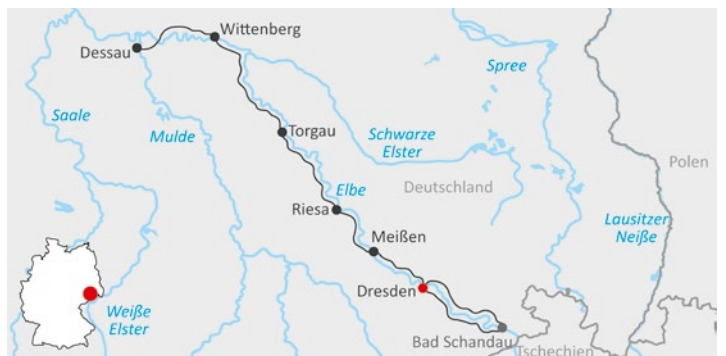 Wittenberg
Dessau
Spree
Saale
Mulde
Torgau
Schwarze
Elster
Polen
Elbe
Deutschland
Riesa
Lausitzer
Neiße
Meißen
Dresden
Weiße
Elster
Bad Schandau
Tschechien